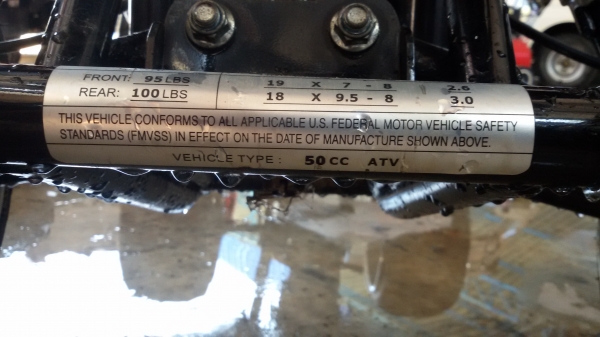 FRONT: 95 LBS 19 X 7 - 8 2.6
REAR: 100 LBS 18 X 9.5 - 8 3.0
THIS VEHICLE CONFORMS TO ALL APPLICABLE U.S. FEDERAL MOTOR VEHICLE SAFETY
STANDARDS (FMVSS) IN EFFECT ON THE DATE OF MANUFACTURE SHOWN ABOVE.
VEHICLE TYPE: 50CC ATV